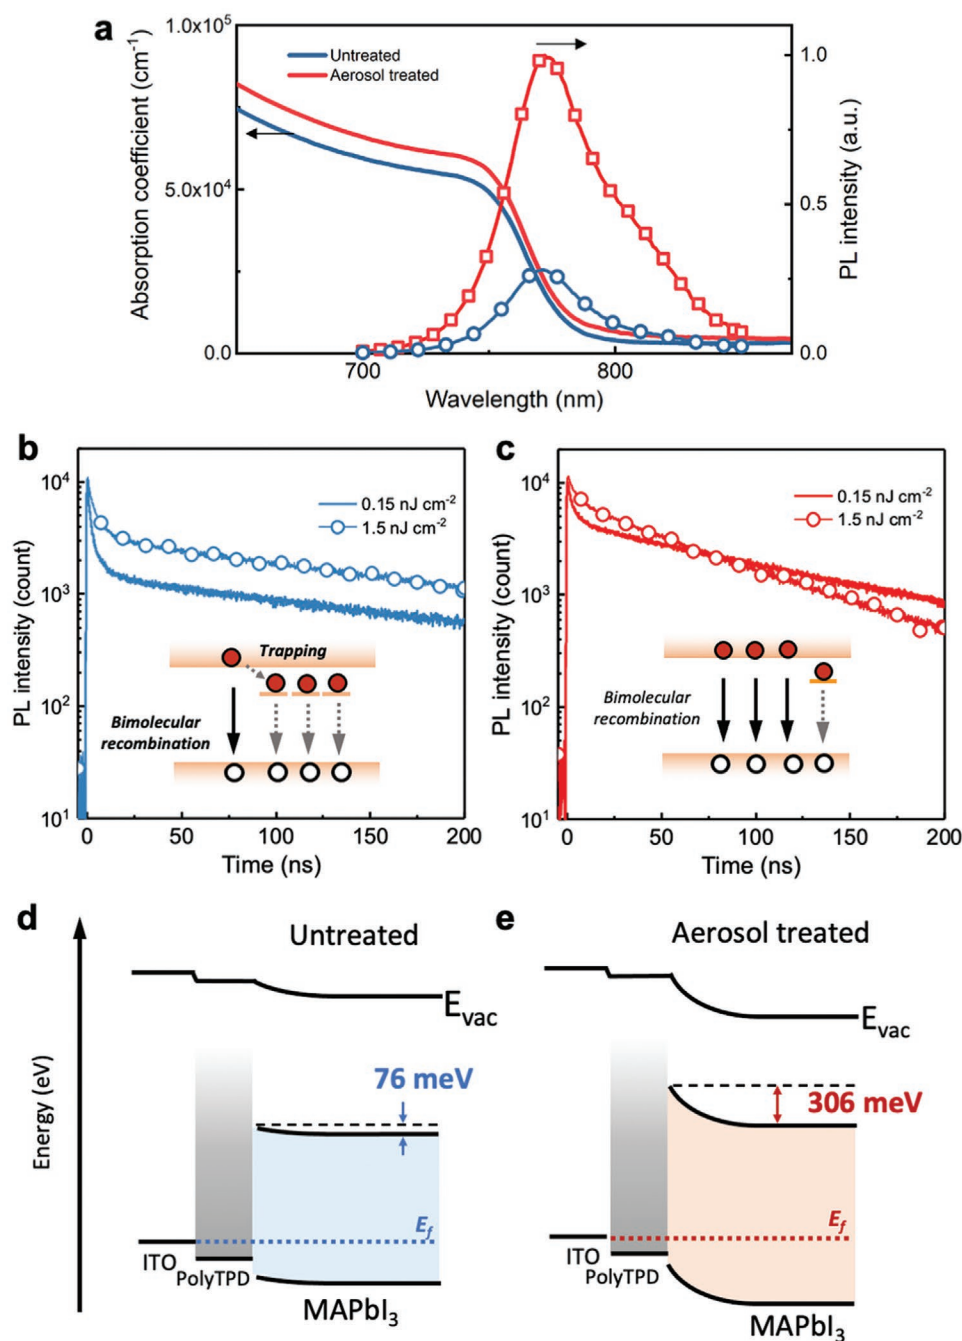 a
1.0x10⁵
5.0x10⁴
0.0
Absorption coefficient (cm⁻¹)
Untreated
Aerosol treated
1.0
0.5
0.0
PL intensity (a.u.)
700
800
Wavelength (nm)
b
10⁴
10³
10²
10¹
PL intensity (count)
0.15 nJ cm⁻²
1.5 nJ cm⁻²
Trapping
Bimolecular
recombination
0
50
100
150
200
Time (ns)
c
10⁴
10³
10²
10¹
PL intensity (count)
0.15 nJ cm⁻²
1.5 nJ cm⁻²
Bimolecular
recombination
0
50
100
150
200
Time (ns)
d
Untreated
Energy (eV)
Evac
76 meV
Ef
ITO
PolyTPD
MAPbI₃
e
Aerosol treated
Evac
306 meV
Ef
ITO
PolyTPD
MAPbI₃